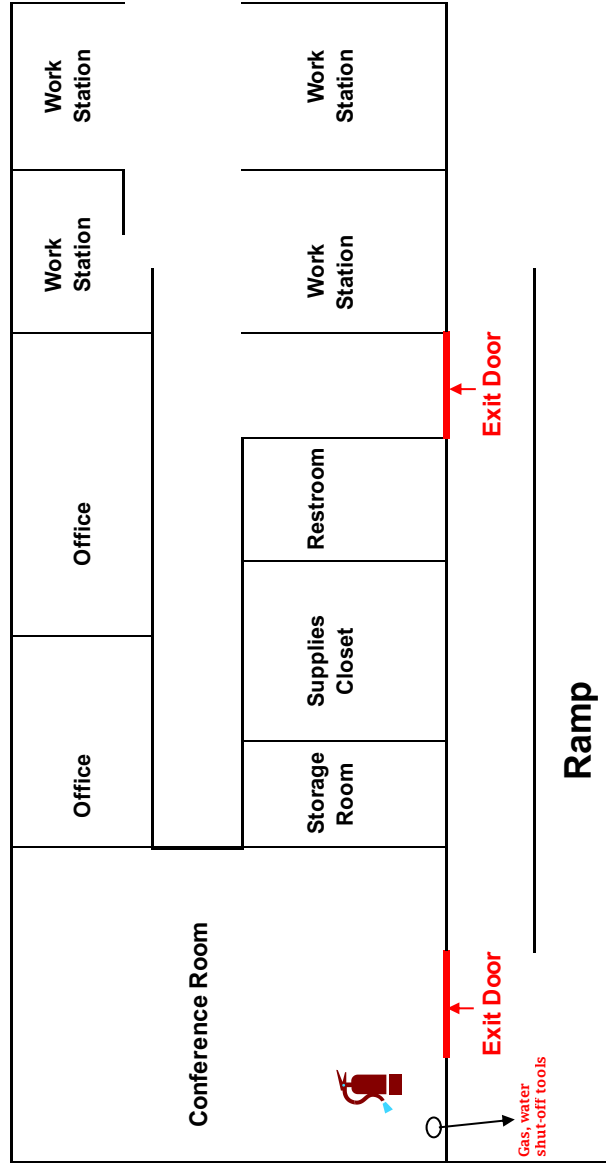 Conference Room
Office
Office
Work
Station
Work
Station
Storage
Room
Supplies
Closet
Restroom
Work
Station
Work
Station
Exit Door
Exit Door
Gas, water
shut-off tools
Ramp